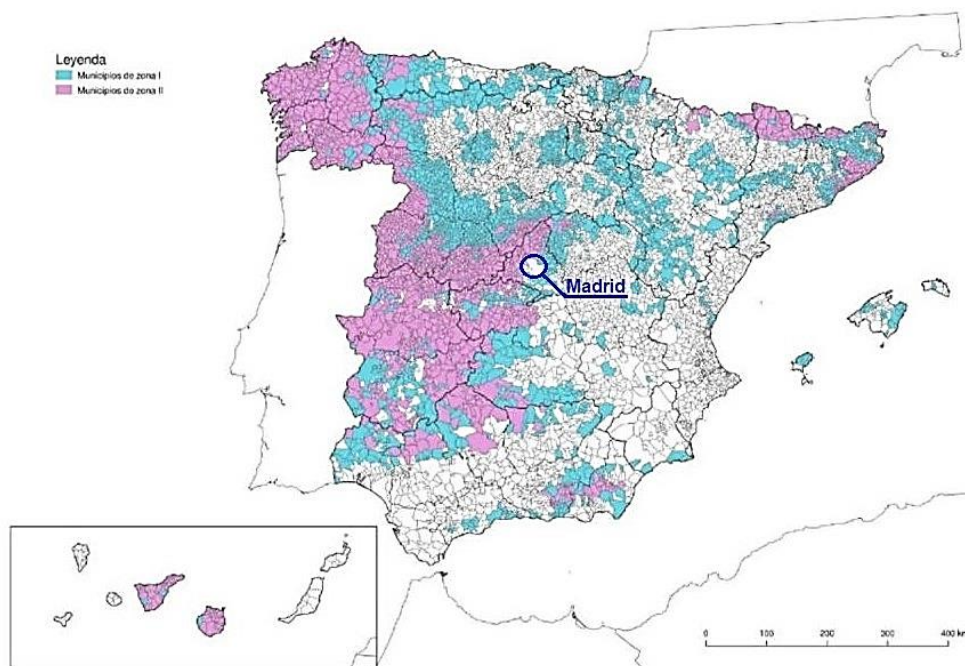 Leyenda
Municipios de zona I
Municipios de zona II
Madrid
0 100 200 300 400 km